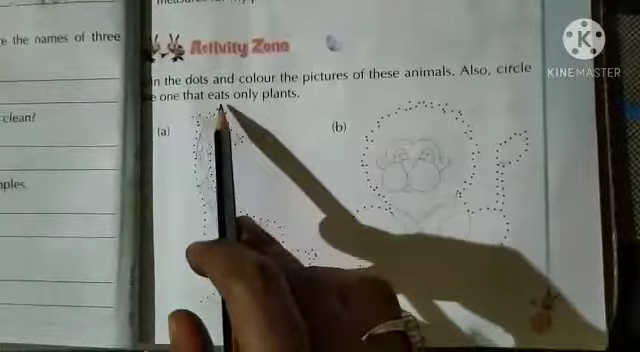 e the names of three
Activity Zone
in the dots and colour the pictures of these animals. Also, circle
e one that eats only plants.
clean?
(a)
(b)
ples.
KINEMASTER